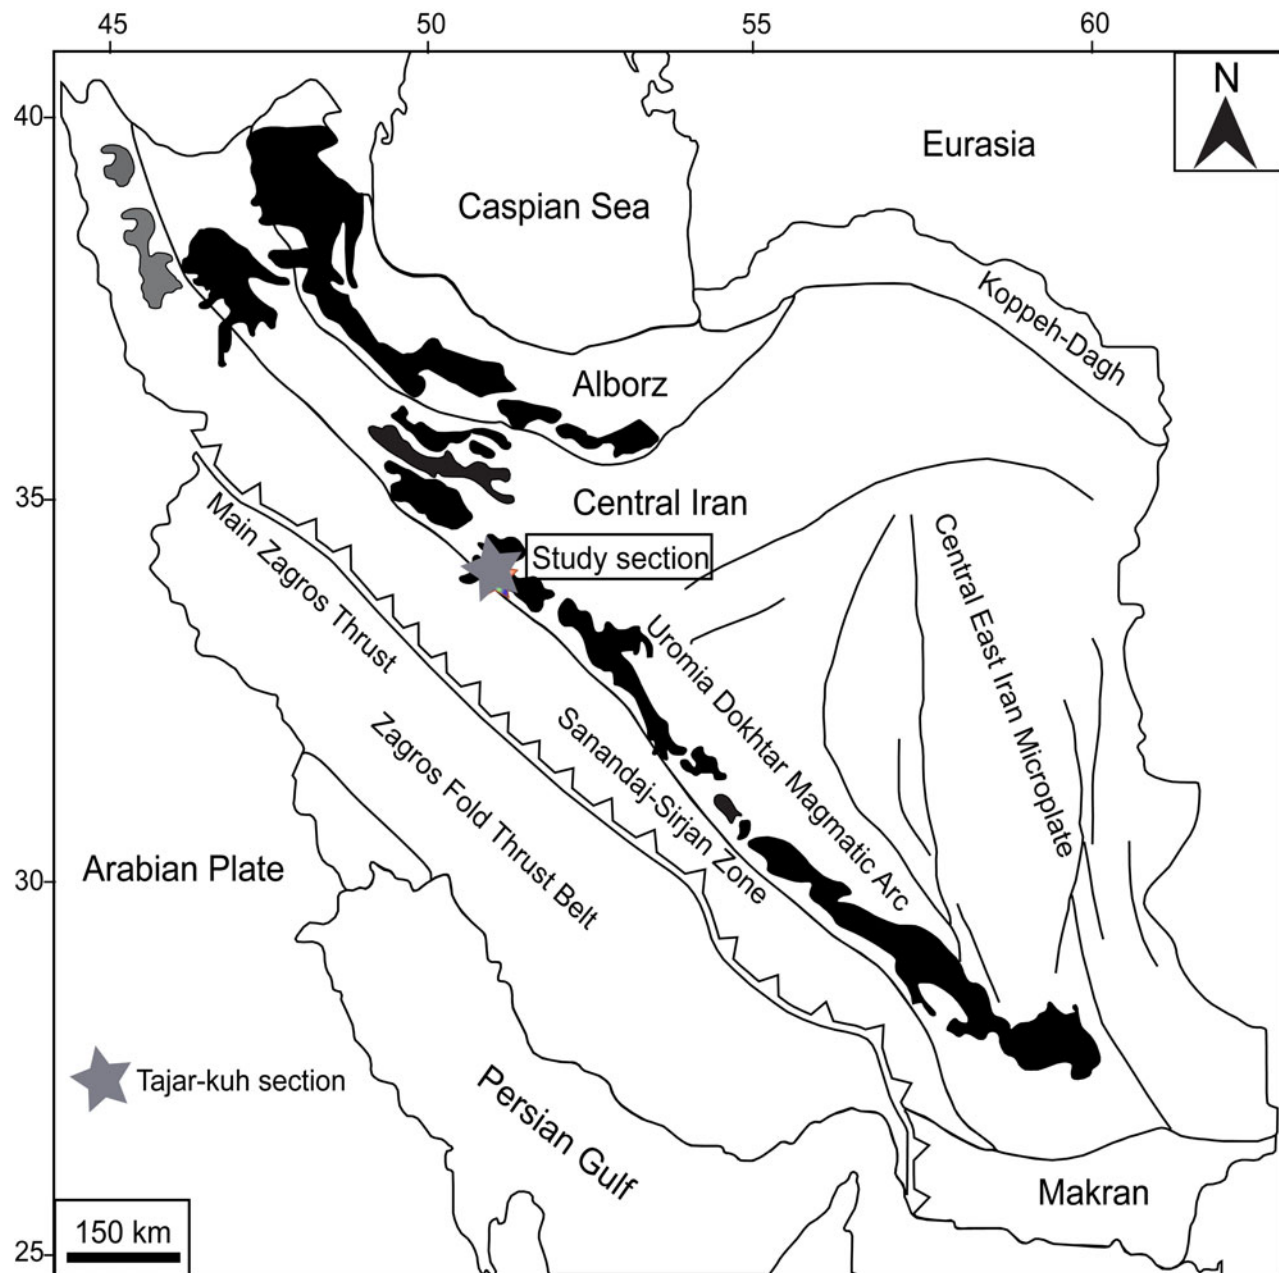 45
50
55
60
N
40
Eurasia
Caspian Sea
Koppeh-Dagh
Alborz
35
Central Iran
Main Zagros Thrust
Study section
Central East Iran Microplate
Uromia Dokhtar Magmatic Arc
Sanandaj-Sirjan Zone
Zagros Fold Thrust Belt
Arabian Plate
30
Tajar-kuh section
Persian Gulf
Makran
150 km
25